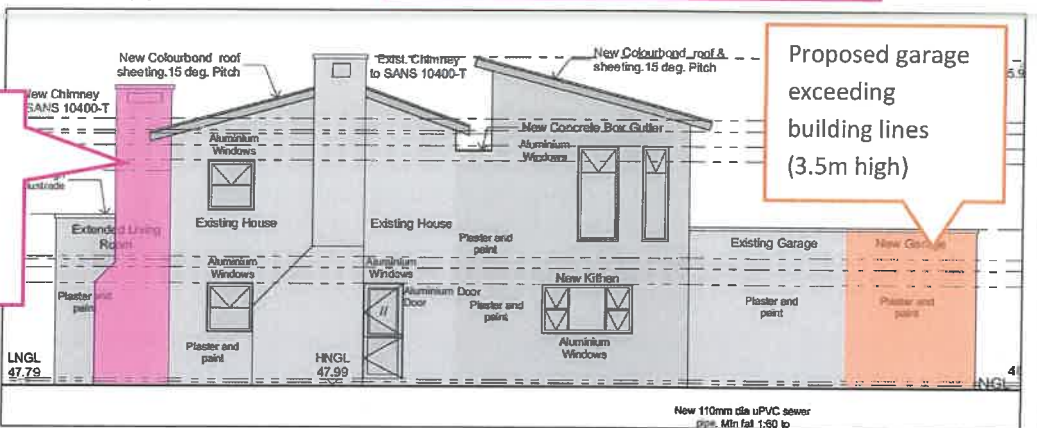 New Colourbond roof
sheeting.15 deg. Pitch
Exist. Chimney
to SANS 10400-T
New Colourbond roof &
sheeting.15 deg. Pitch
Proposed garage
exceeding
building lines
(3.5m high)
New Chimney
SANS 10400-T
Aluminium
Windows
New Concrete Box Gutter
Aluminium
Windows
Existing House
Existing House
Extended Living
Room
Plaster and
paint
Existing Garage
New Garage
Aluminium
Windows
Aluminium
Windows
Aluminium Door
Door
New Kithen
Plaster and
paint
Plaster and
paint
Plaster and
paint
Plaster and
paint
Aluminium
Windows
Plaster and
paint
LNGL
47.79
HNGL
47.99
NGL
New 110mm dia uPVC sewer
pipe. Min fall 1:60 to